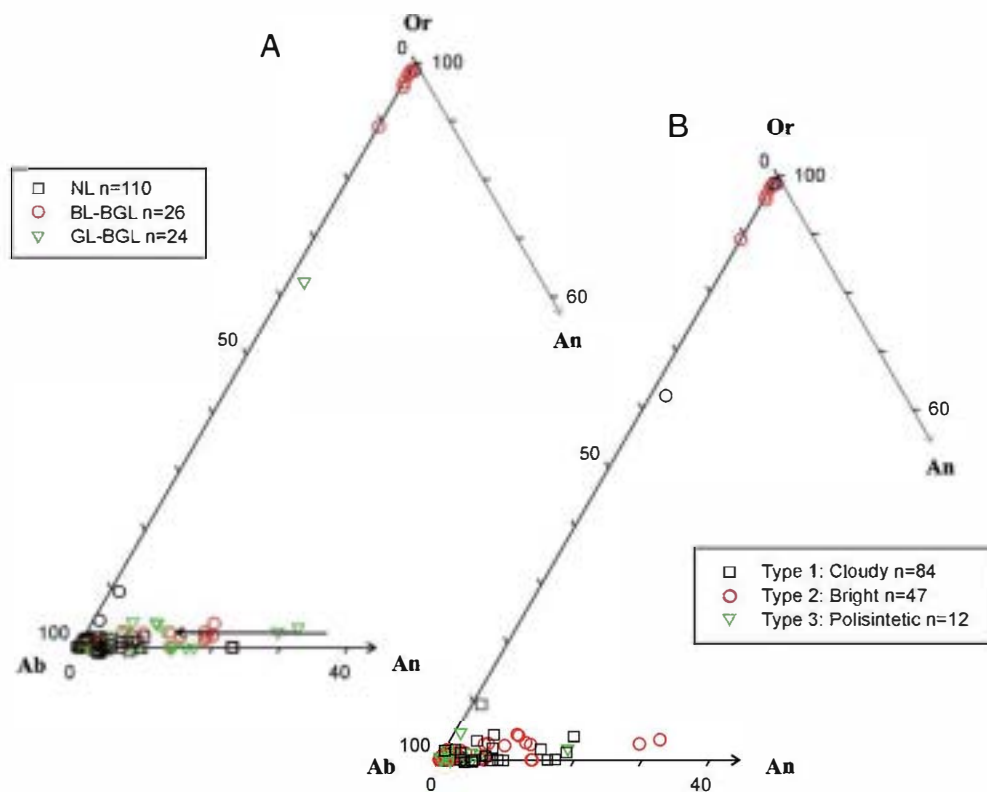 A
Or
0
100
NL n=110
BL-BGL n=26
GL-BGL n=24
50
60
An
100
Ab
0
40
An
B
Or
0
100
50
60
An
Type 1: Cloudy n=84
Type 2: Bright n=47
Type 3: Polisintetic n=12
100
Ab
0
40
An